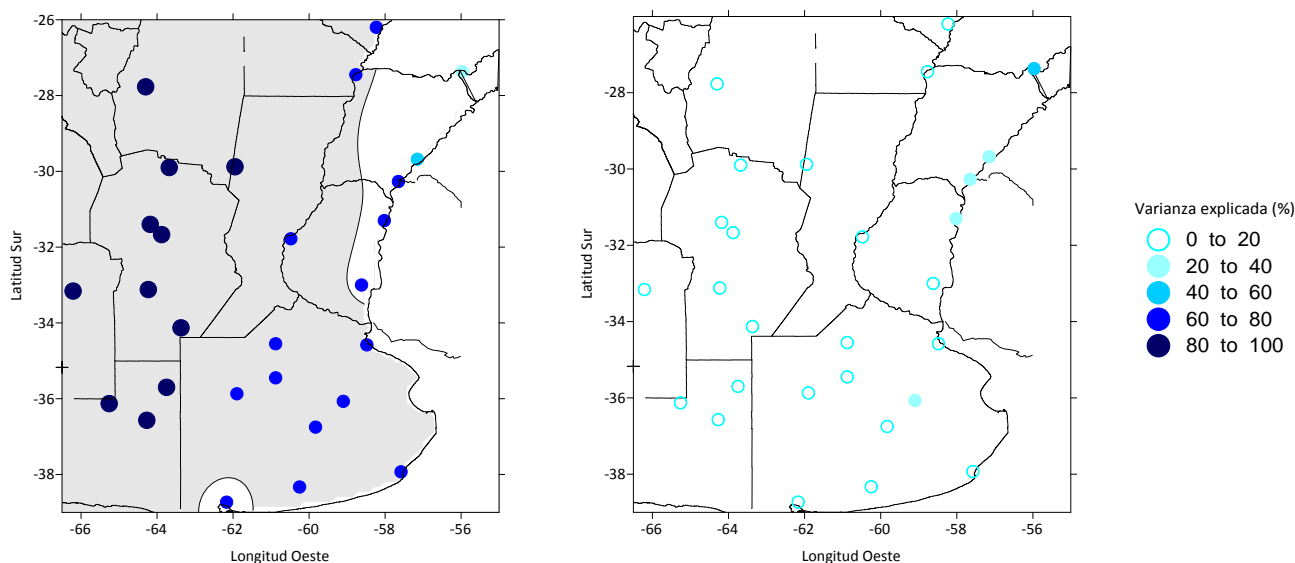 -26
-28
-30
-32
-34
-36
-38
Latitud Sur
-66 -64 -62 -60 -58 -56
Longitud Oeste
-28
-30
-32
-34
-36
-38
Latitud Sur
-66 -64 -62 -60 -58 -56
Longitud Oeste
Varianza explicada (%)
0 to 20
20 to 40
40 to 60
60 to 80
80 to 100